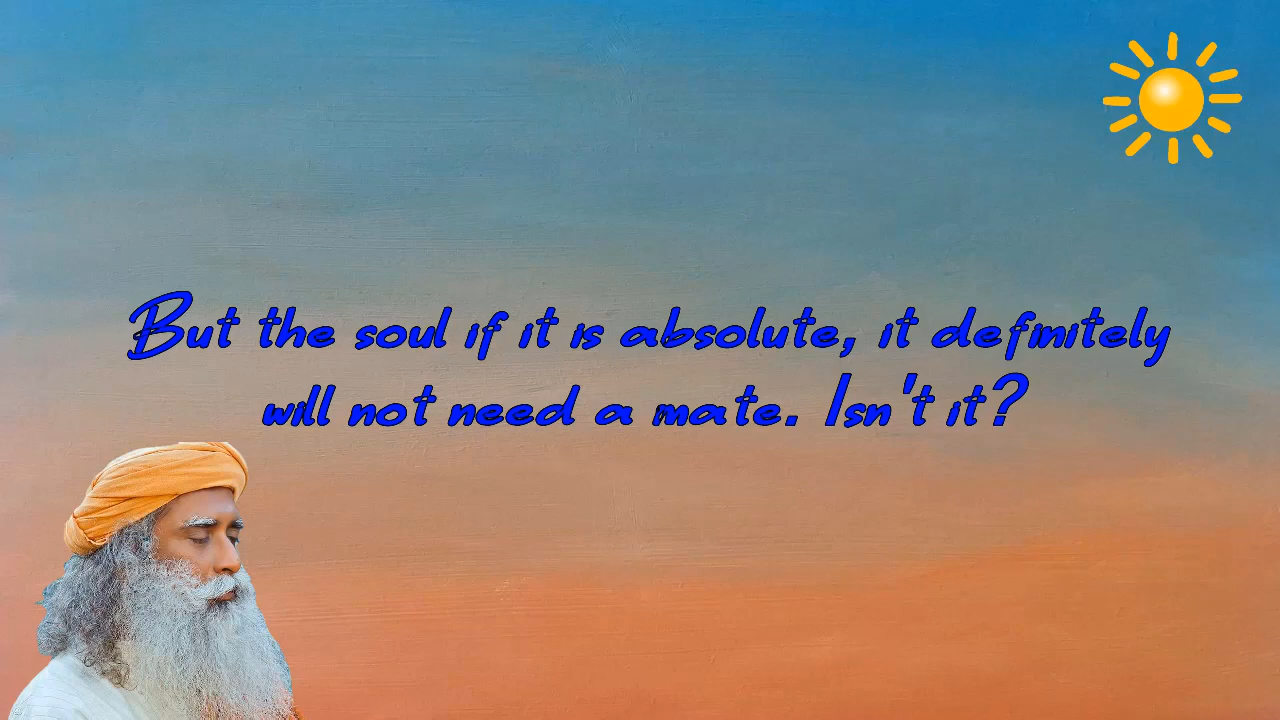 But the soul if it is absolute, it definitely
will not need a mate. Isn't it?